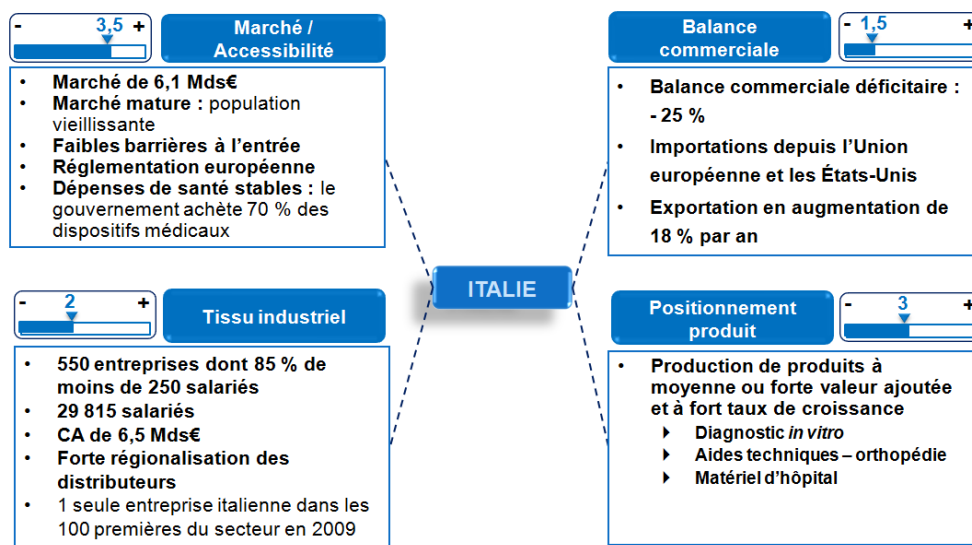 - 3,5 +
Marché /
Accessibilité
• Marché de 6,1 Mds€
• Marché mature : population
vieillissante
• Faibles barrières à l'entrée
• Réglementation européenne
• Dépenses de santé stables : le
gouvernement achète 70 % des
dispositifs médicaux
Balance
commerciale
- 1,5 +
• Balance commerciale déficitaire :
- 25 %
• Importations depuis l'Union
européenne et les États-Unis
• Exportation en augmentation de
18 % par an
ITALIE
- 2 +
Tissu industriel
• 550 entreprises dont 85 % de
moins de 250 salariés
• 29 815 salariés
• CA de 6,5 Mds€
• Forte régionalisation des
distributeurs
• 1 seule entreprise italienne dans les
100 premières du secteur en 2009
Positionnement
produit
- 3 +
• Production de produits à
moyenne ou forte valeur ajoutée
et à fort taux de croissance
Diagnostic in vitro
Aides techniques – orthopédie
Matériel d'hôpital